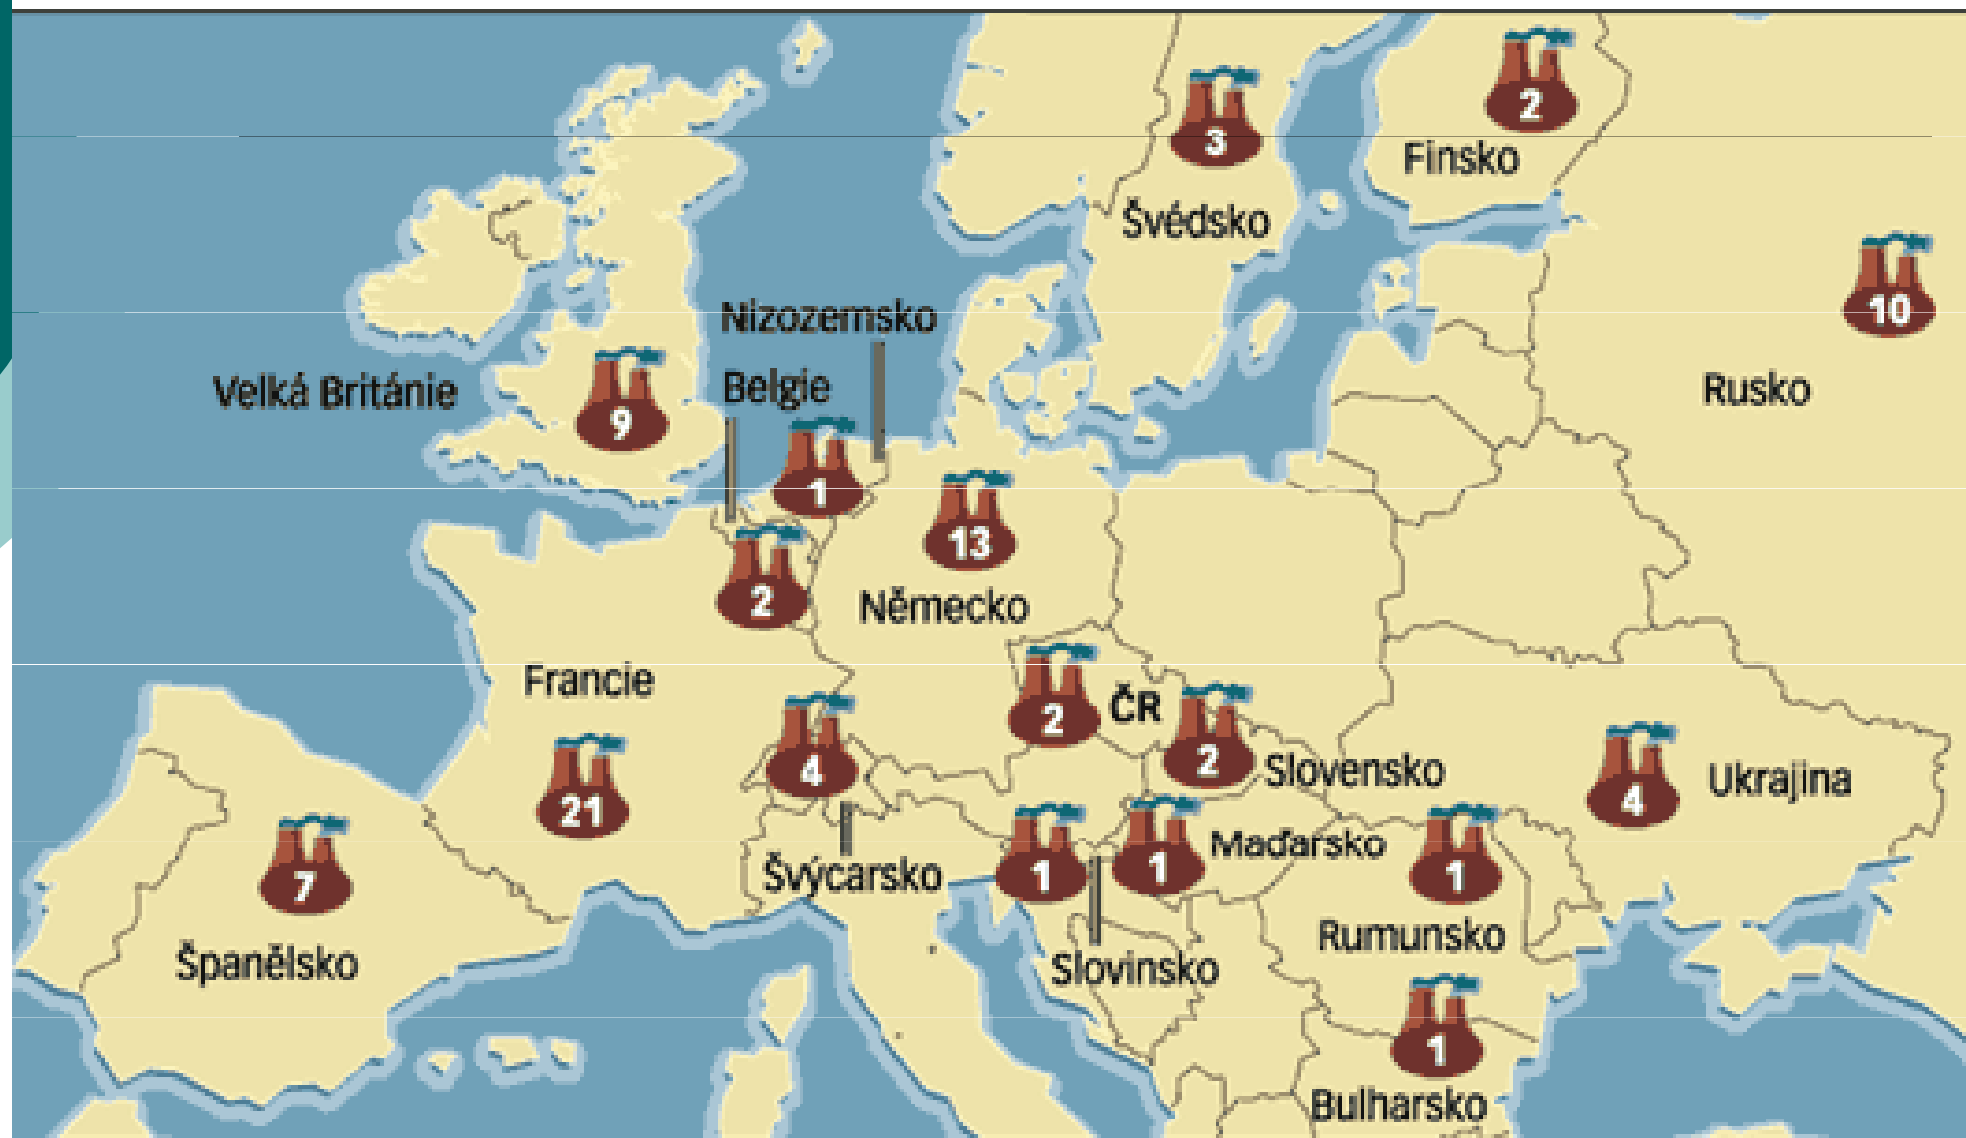 2
3
Finsko
Švédsko
10
Nizozemsko
Velká Británie
Belgie
Rusko
9
1
13
2
Německo
Francie
2
ČR
4
2
Slovensko
Ukrajina
21
4
Maďarsko
7
Švýcarsko
1
1
1
Španělsko
Slovinsko
Rumunsko
1
Bulharsko